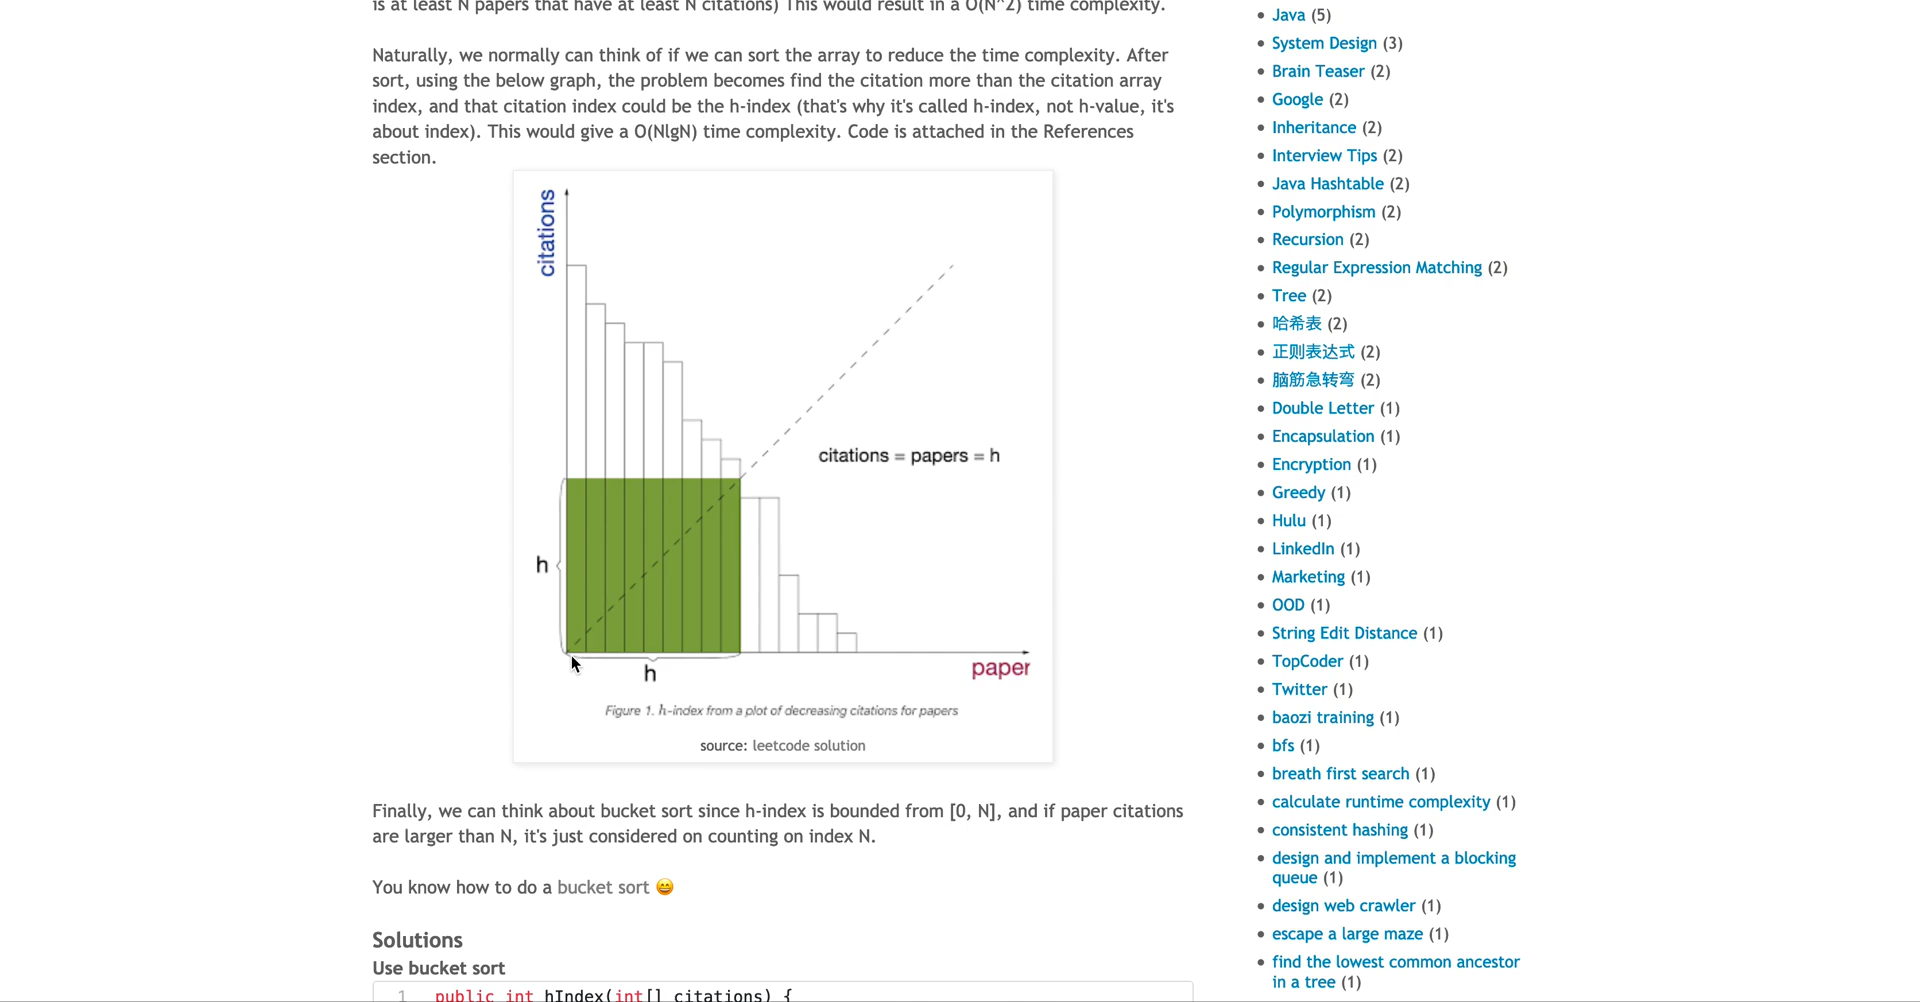 is at least N papers that have at least N citations) This would result in a O(N^2) time complexity.
Naturally, we normally can think of if we can sort the array to reduce the time complexity. After
sort, using the below graph, the problem becomes find the citation more than the citation array
index, and that citation index could be the h-index (that's why it's called h-index, not h-value, it's
about index). This would give a O(NlgN) time complexity. Code is attached in the References
section.
citations
citations = papers = h
h
h
paper
Figure 1. h-index from a plot of decreasing citations for papers
source: leetcode solution
Finally, we can think about bucket sort since h-index is bounded from [0, N], and if paper citations
are larger than N, it's just considered on counting on index N.
You know how to do a bucket sort 😄
Solutions
Use bucket sort
1 public int hIndex(int[] citations) {
Java (5)
System Design (3)
Brain Teaser (2)
Google (2)
Inheritance (2)
Interview Tips (2)
Java Hashtable (2)
Polymorphism (2)
Recursion (2)
Regular Expression Matching (2)
Tree (2)
哈希表 (2)
正则表达式 (2)
脑筋急转弯 (2)
Double Letter (1)
Encapsulation (1)
Encryption (1)
Greedy (1)
Hulu (1)
LinkedIn (1)
Marketing (1)
OOD (1)
String Edit Distance (1)
TopCoder (1)
Twitter (1)
baozi training (1)
bfs (1)
breath first search (1)
calculate runtime complexity (1)
consistent hashing (1)
design and implement a blocking
queue (1)
design web crawler (1)
escape a large maze (1)
find the lowest common ancestor
in a tree (1)